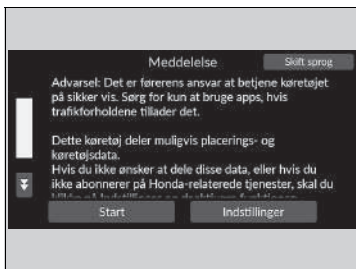 Meddelelse
Skift sprog
Advarsel: Det er førerens ansvar at betjene køretøjet
på sikker vis. Sørg for kun at bruge apps, hvis
trafikforholdene tillader det.
Dette køretøj deler muligvis placerings- og
køretøjsdata.
Hvis du ikke ønsker at dele disse data, eller hvis du
ikke abonnerer på Honda-relaterede tjenester, skal du
Start
Indstillinger